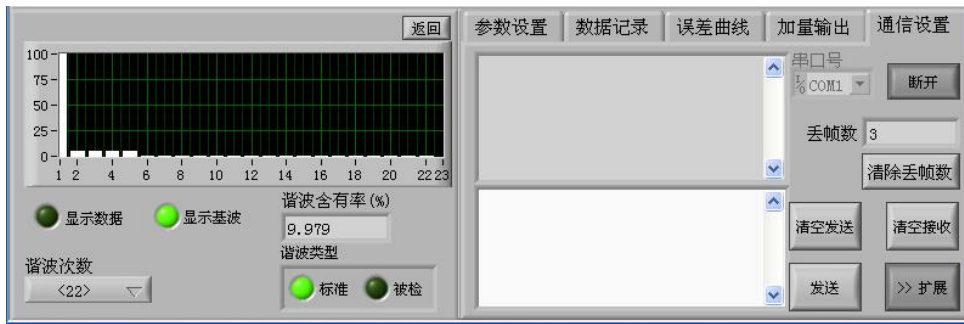 返回
100
75
50
25
0
1 2 4 6 8 10 12 14 16 18 20 22 23
显示数据 显示基波
谐波含有率(%)
9.979
谐波次数
<22>
谐波类型
标准 被检
参数设置 数据记录 误差曲线 加量输出 通信设置
串口号
I/O COM1
断开
丢帧数 3
清除丢帧数
清空发送 清空接收
发送 >> 扩展